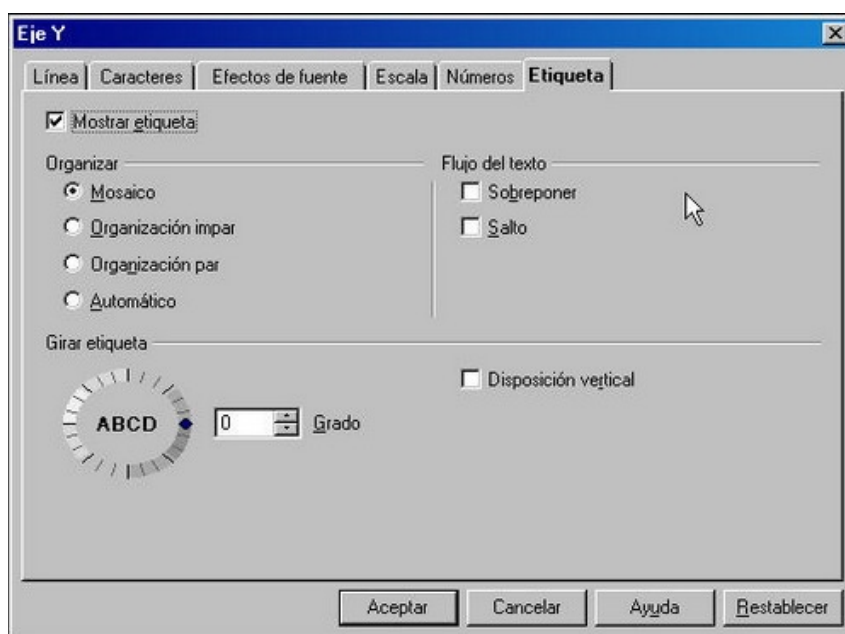 Eje Y
Línea Caracteres Efectos de fuente Escala Números Etiqueta
Mostrar etiqueta
Organizar Flujo del texto
Mosaico Sobreponer
Organización impar Salto
Organización par
Automático
Girar etiqueta
Disposición vertical
ABCD 0 Grado
Aceptar Cancelar Ayuda Restablecer